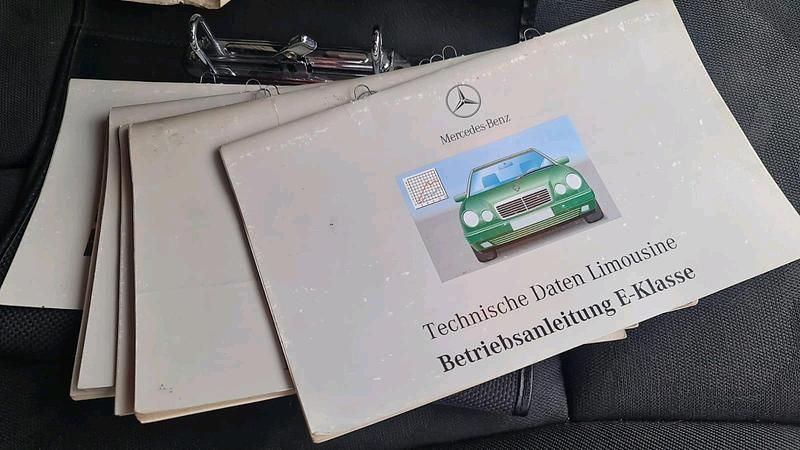 Mercedes-Benz
Technische Daten Limousine
Betriebsanleitung E-Klasse